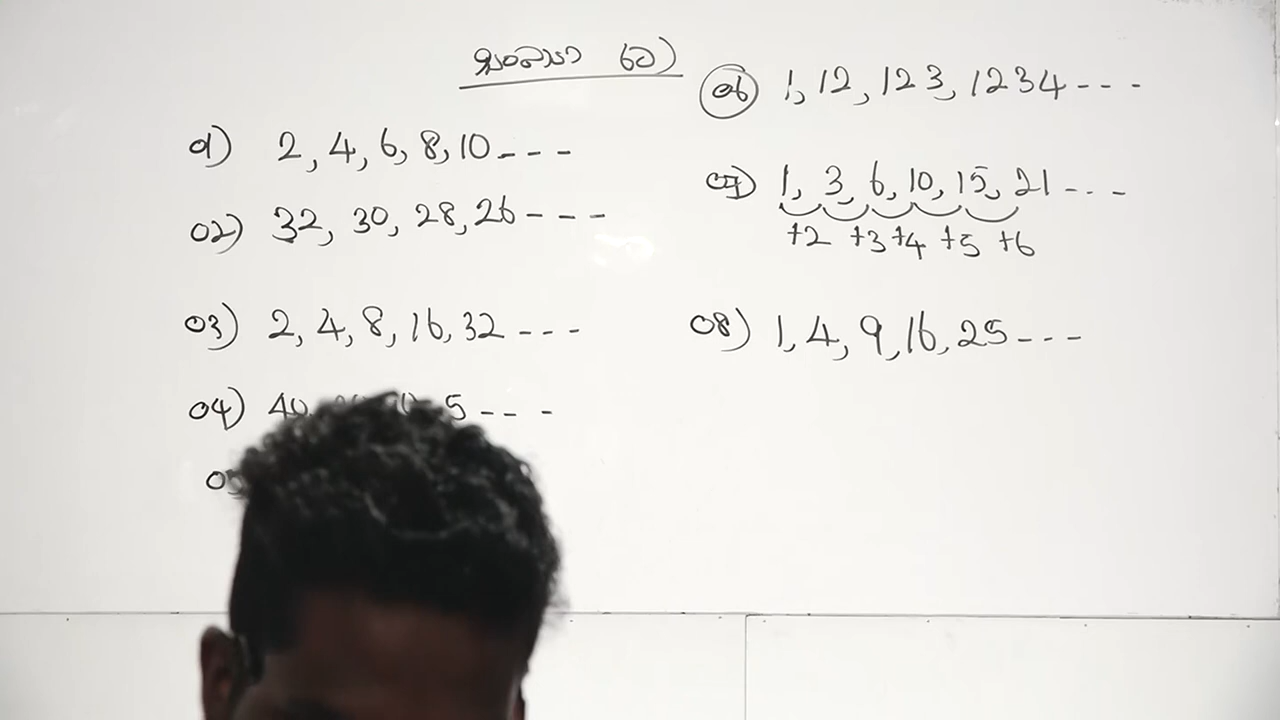 සංඛ්‍යා රටා
01) 2, 4, 6, 8, 10 - - -
02) 32, 30, 28, 26 - - -
03) 2, 4, 8, 16, 32 - - -
04) 40, 5 - - -
05
06 1, 12, 123, 1234 - - -
07) 1, 3, 6, 10, 15, 21 - - -
+2 +3 +4 +5 +6
08) 1, 4, 9, 16, 25 - - -